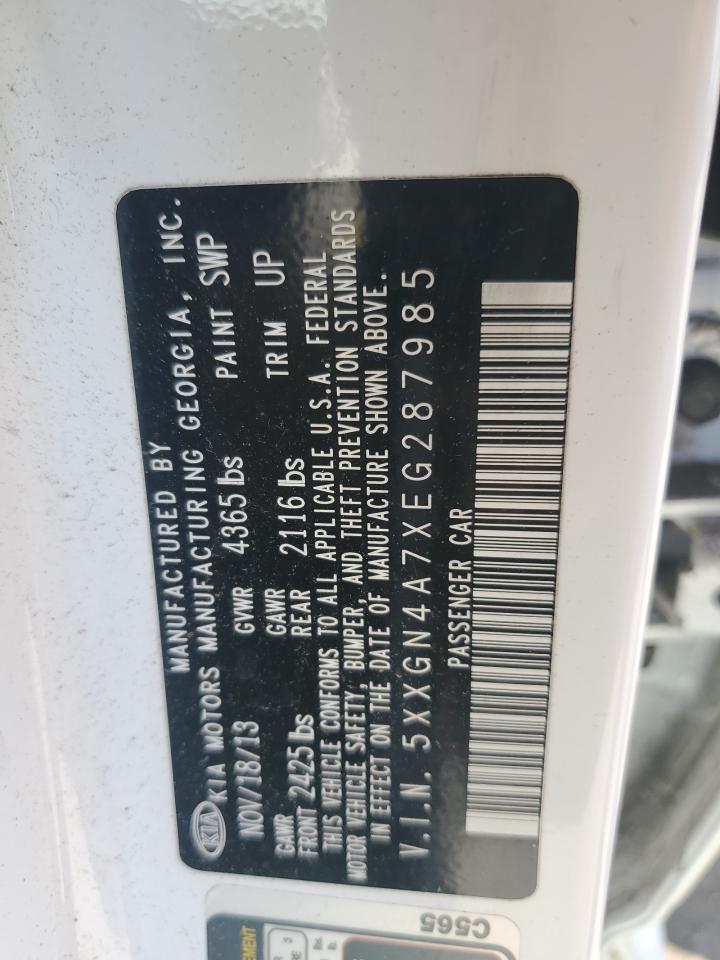 MANUFACTURED BY
KIA KIA MOTORS MANUFACTURING GEORGIA, INC.
NOV/18/13 GVWR 4365 lbs PAINT SWP
GAWR FRONT 2425 lbs GAWR REAR 2116 lbs TRIM UP
THIS VEHICLE CONFORMS TO ALL APPLICABLE U.S.A. FEDERAL
MOTOR VEHICLE SAFETY, BUMPER, AND THEFT PREVENTION STANDARDS
IN EFFECT ON THE DATE OF MANUFACTURE SHOWN ABOVE.
V.I.N. 5XXGN4A7XEG287985
PASSENGER CAR
C565